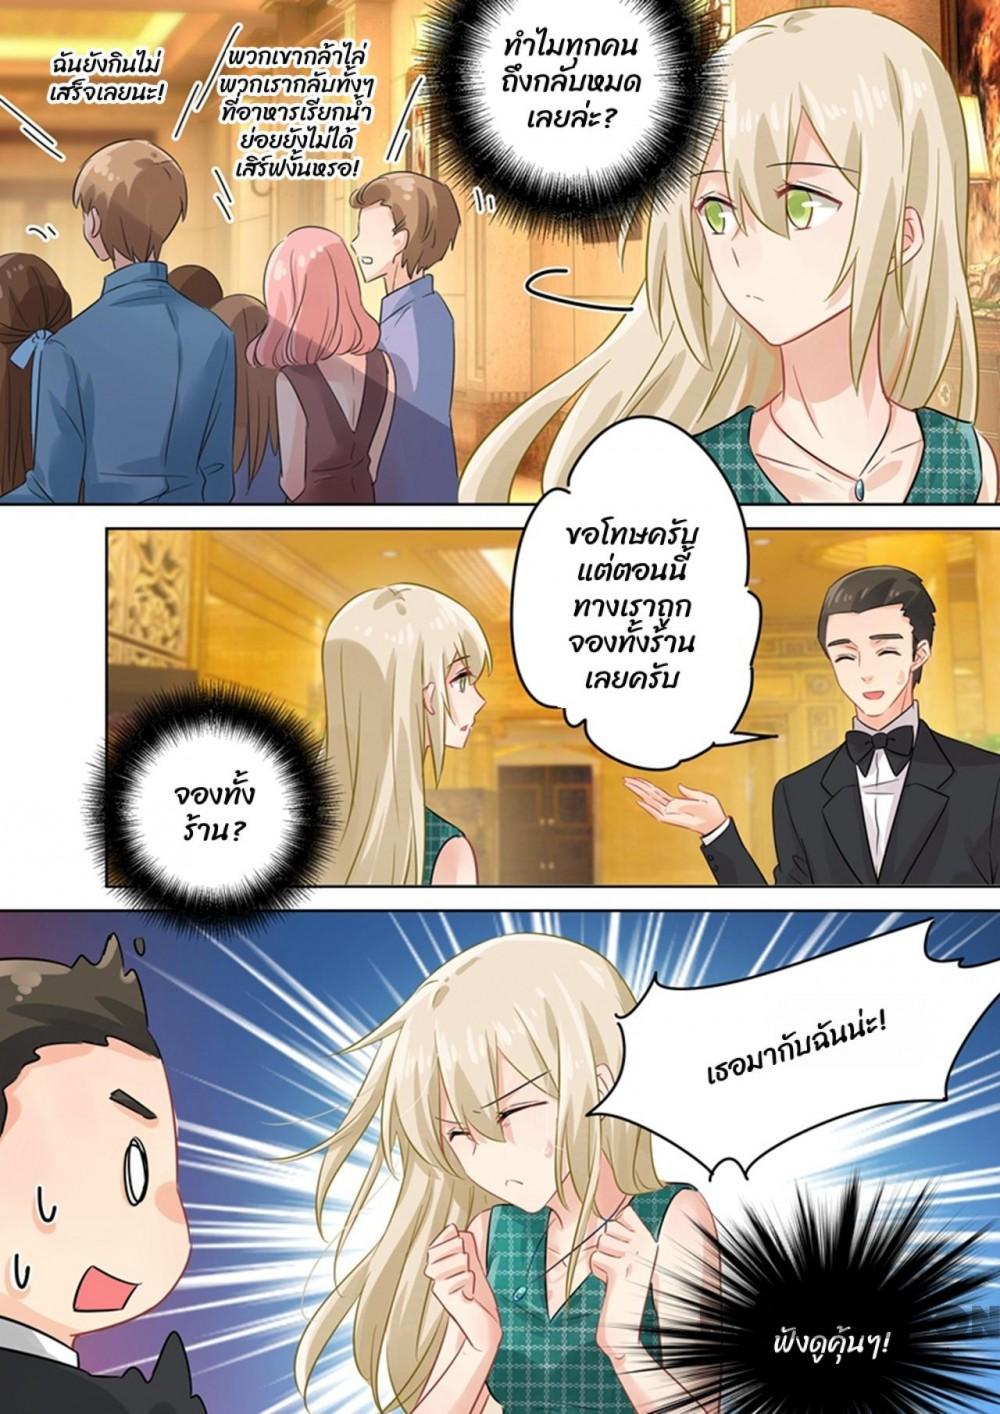 ฉันยังกินไม่
เสร็จเลยนะ!
พวกเขากล้าไล่
พวกเรากลับทั้งๆ
ที่อาหารเรียกน้ำ
ย่อยยังไม่ได้
เสิร์ฟงั้นหรอ!
ทำไมทุกคน
ถึงกลับหมด
เลยล่ะ?
ขอโทษครับ
แต่ตอนนี้
ทางเราถูก
จองทั้งร้าน
เลยครับ
จองทั้ง
ร้าน?
เธอมากับฉันน่ะ!
ฟังดูคุ้นๆ!